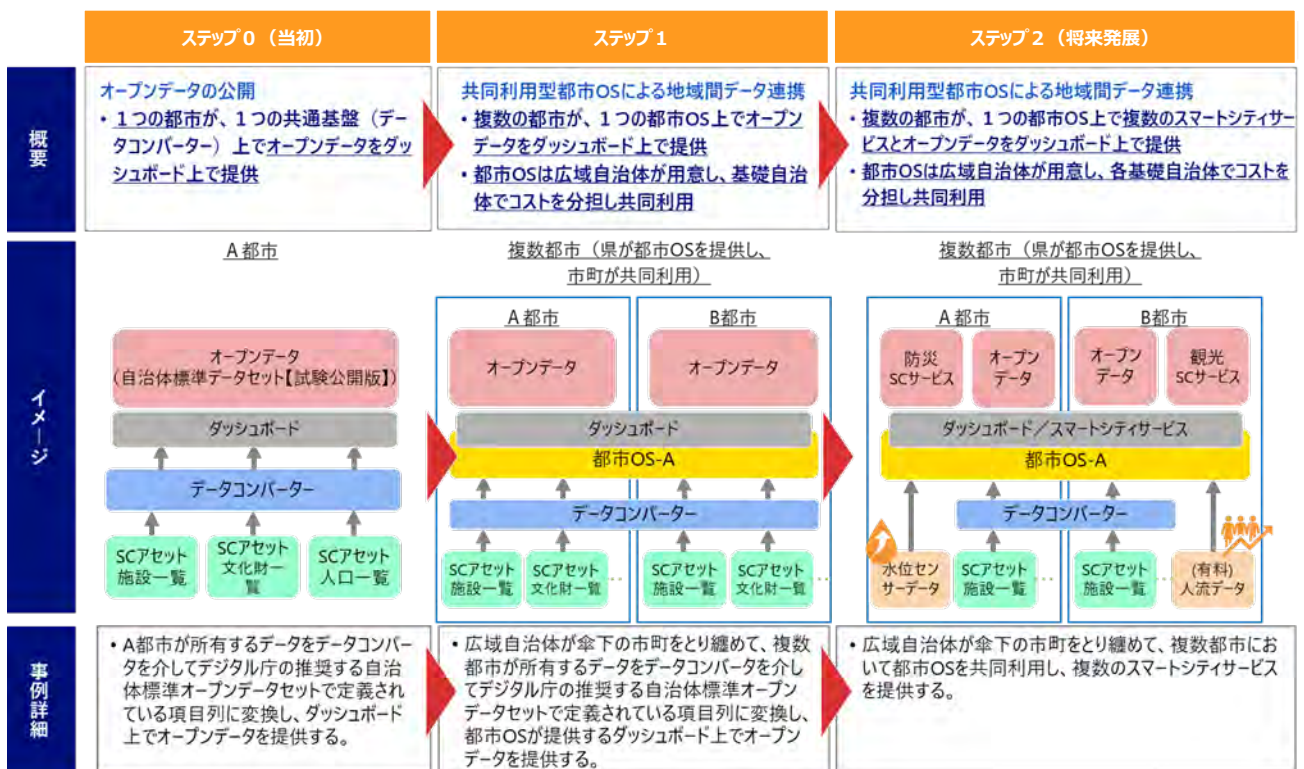 ステップ０（当初）
ステップ１
ステップ２（将来発展）
概要
オープンデータの公開
・１つの都市が、１つの共通基盤（デー
タコンバーター）上でオープンデータをダッ
シュボード上で提供
共同利用型都市OSによる地域間データ連携
・複数の都市が、１つの都市OS上でオープン
データをダッシュボード上で提供
・都市OSは広域自治体が用意し、基礎自治
体でコストを分担し共同利用
共同利用型都市OSによる地域間データ連携
・複数の都市が、１つの都市OS上で複数のスマートシティサー
ビスとオープンデータをダッシュボード上で提供
・都市OSは広域自治体が用意し、各基礎自治体でコストを
分担し共同利用
イメージ
A都市
オープンデータ
（自治体標準データセット【試験公開版】）
ダッシュボード
データコンバーター
SCアセット
施設一覧
SCアセット
文化財一
覧
SCアセット
人口一覧
複数都市（県が都市OSを提供し、
市町が共同利用）
A都市
B都市
オープンデータ
オープンデータ
ダッシュボード
都市OS-A
データコンバーター
SCアセット
施設一覧
SCアセット
文化財一覧
…
SCアセット
施設一覧
SCアセット
文化財一覧
…
複数都市（県が都市OSを提供し、
市町が共同利用）
A都市
B都市
防災
SCサービス
オープン
データ
オープン
データ
観光
SCサービス
ダッシュボード／スマートシティサービス
都市OS-A
データコンバーター
水位セン
サーデータ
SCアセット
施設一覧
…
SCアセット
施設一覧
…
(有料)
人流データ
事例詳細
・A都市が所有するデータをデータコンバー
タを介してデジタル庁の推奨する自治
体標準オープンデータセットで定義され
ている項目列に変換し、ダッシュボード
上でオープンデータを提供する。
・広域自治体が傘下の市町をとり纏めて、複数
都市が所有するデータをデータコンバータを介し
てデジタル庁の推奨する自治体標準オープン
データセットで定義されている項目列に変換し、
都市OSが提供するダッシュボード上でオープン
データを提供する。
・広域自治体が傘下の市町をとり纏めて、複数都市にお
いて都市OSを共同利用し、複数のスマートシティサービス
を提供する。